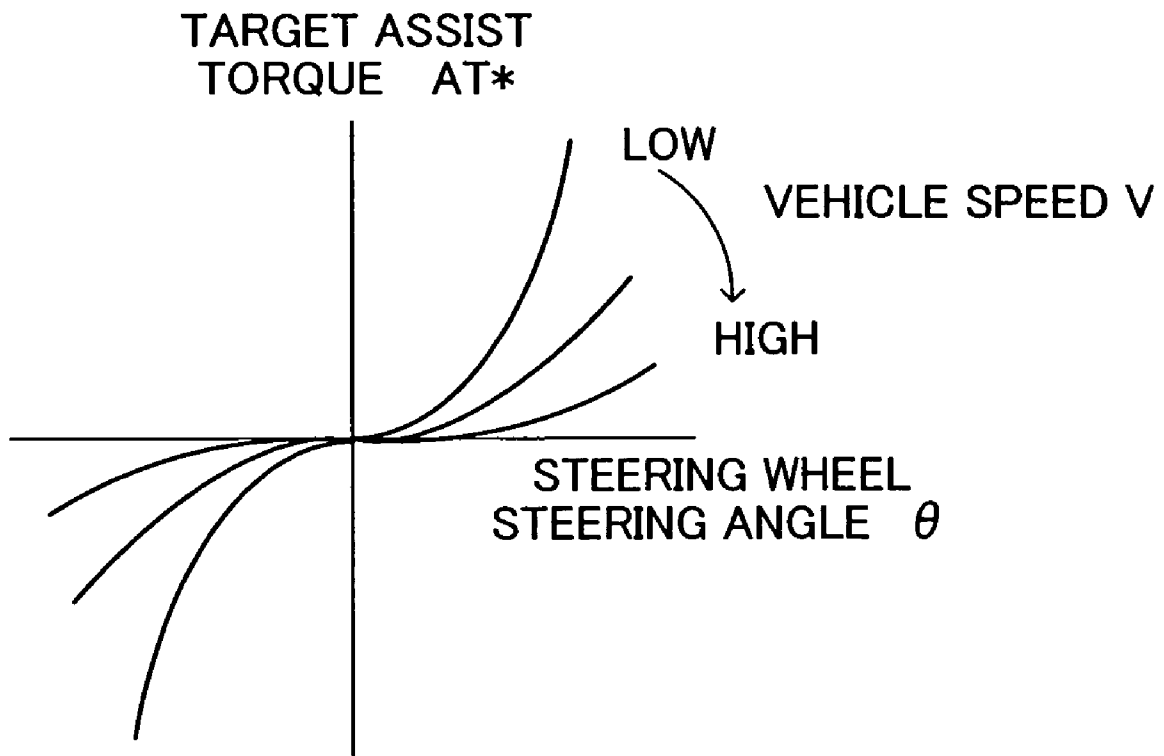 TARGET ASSIST
TORQUE AT*
LOW
VEHICLE SPEED V
HIGH
STEERING WHEEL
STEERING ANGLE θ